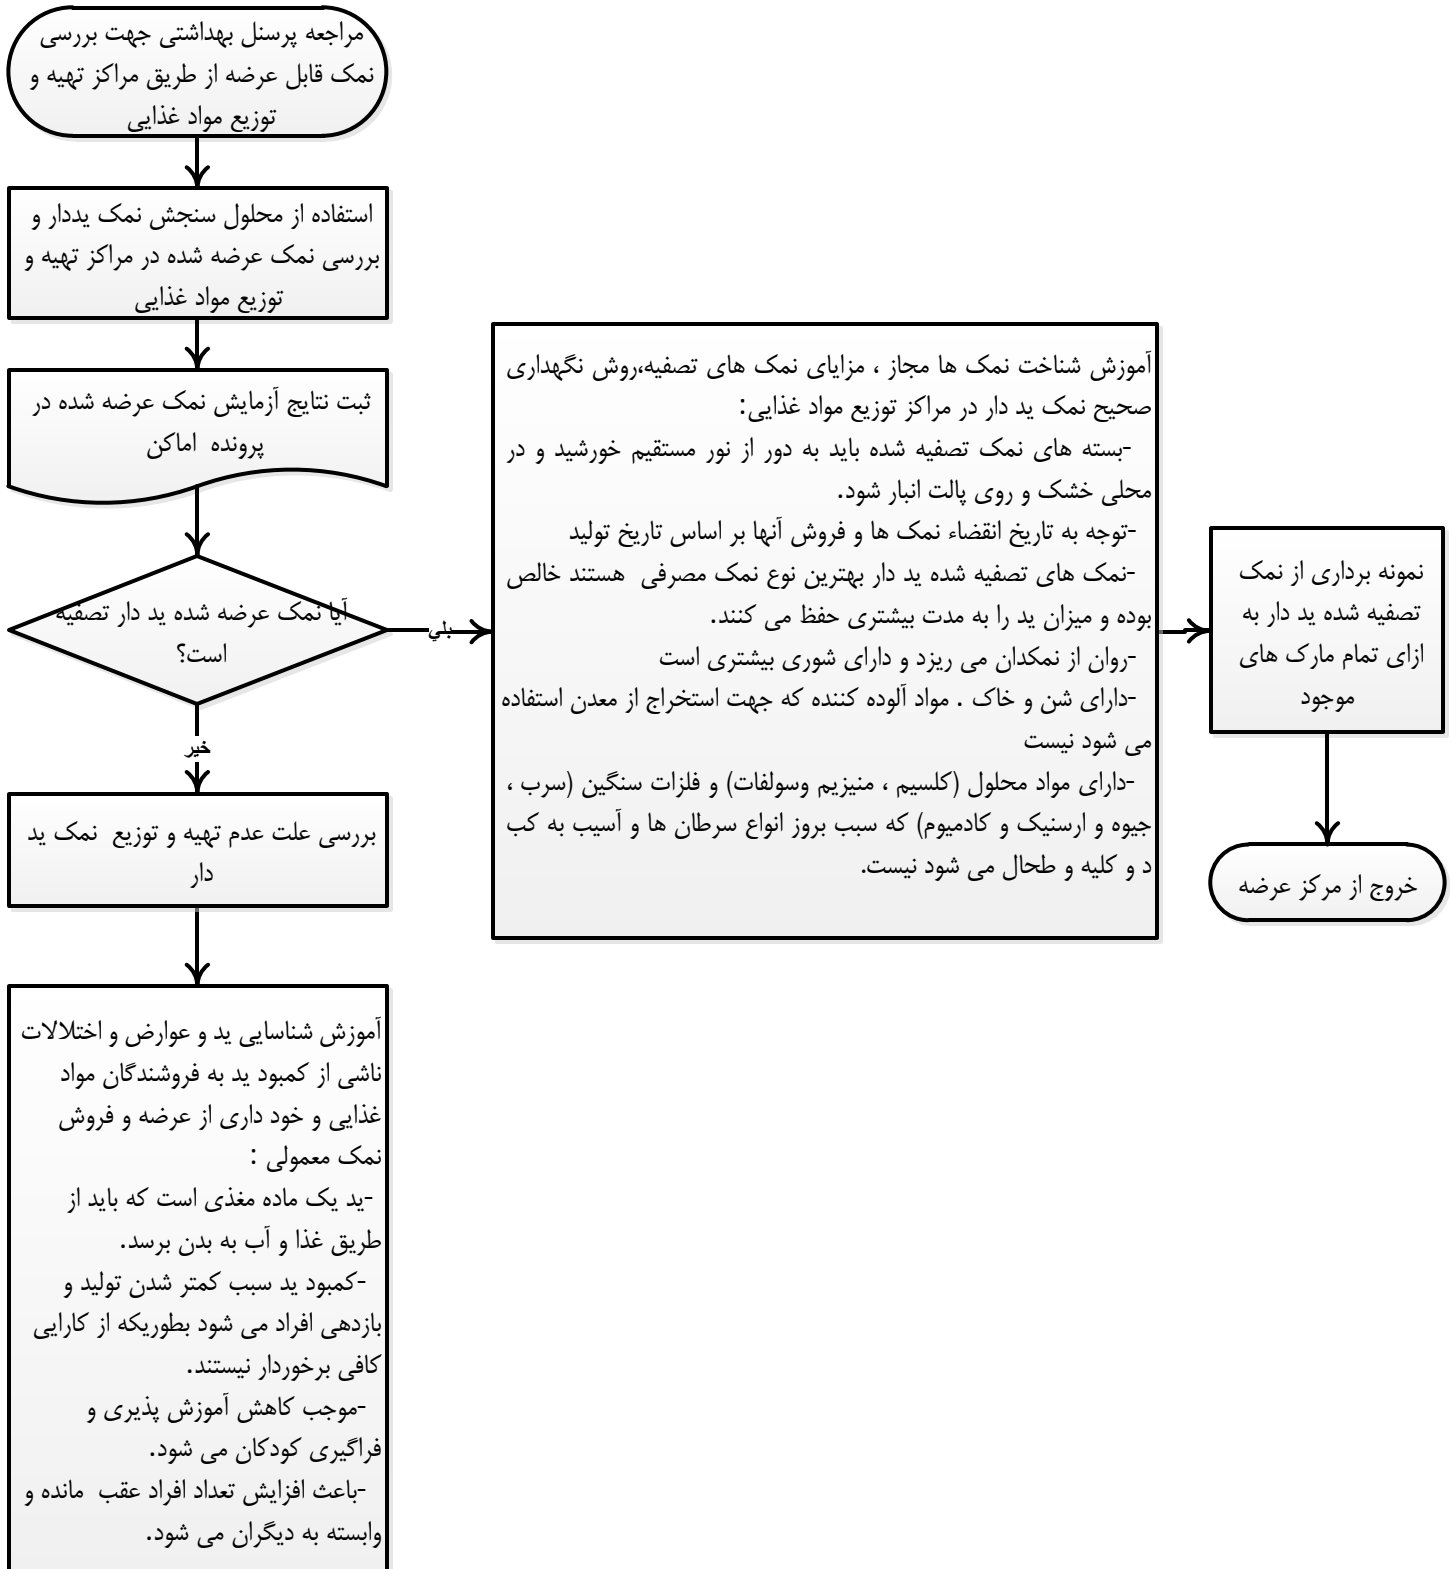 مراجعه پرسنل بهداشتی جهت بررسی
نمک قابل عرضه از طریق مراکز تهیه و
توزیع مواد غذایی
استفاده از محلول سنجش نمک یددار و
بررسی نمک عرضه شده در مراکز تهیه و
توزیع مواد غذایی
ثبت نتایج آزمایش نمک عرضه شده در
پرونده اماکن
آیا نمک عرضه شده ید دار تصفیه
است؟
بلي
خیر
بررسی علت عدم تهیه و توزیع نمک ید
دار
آموزش شناسایی ید و عوارض و اختلالات
ناشی از کمبود ید به فروشندگان مواد
غذایی و خود داری از عرضه و فروش
نمک معمولی :
-ید یک ماده مغذی است که باید از
طریق غذا و آب به بدن برسد.
-کمبود ید سبب کمتر شدن تولید و
بازدهی افراد می شود بطوریکه از کارایی
کافی برخوردار نیستند.
-موجب کاهش آموزش پذیری و
فراگیری کودکان می شود.
-باعث افزایش تعداد افراد عقب مانده و
وابسته به دیگران می شود.
آموزش شناخت نمک ها مجاز ، مزایای نمک های تصفیه،روش نگهداری
صحیح نمک ید دار در مراکز توزیع مواد غذایی:
-بسته های نمک تصفیه شده باید به دور از نور مستقیم خورشید و در
محلی خشک و روی پالت انبار شود.
-توجه به تاریخ انقضاء نمک ها و فروش آنها بر اساس تاریخ تولید
-نمک های تصفیه شده ید دار بهترین نوع نمک مصرفی هستند خالص
بوده و میزان ید را به مدت بیشتری حفظ می کنند.
-روان از نمکدان می ریزد و دارای شوری بیشتری است
-دارای شن و خاک . مواد آلوده کننده که جهت استخراج از معدن استفاده
می شود نیست
-دارای مواد محلول (کلسیم ، منیزیم وسولفات) و فلزات سنگین (سرب ،
جیوه و ارسنیک و کادمیوم) که سبب بروز انواع سرطان ها و آسیب به کب
د و کلیه و طحال می شود نیست.
نمونه برداری از نمک
تصفیه شده ید دار به
ازای تمام مارک های
موجود
خروج از مرکز عرضه